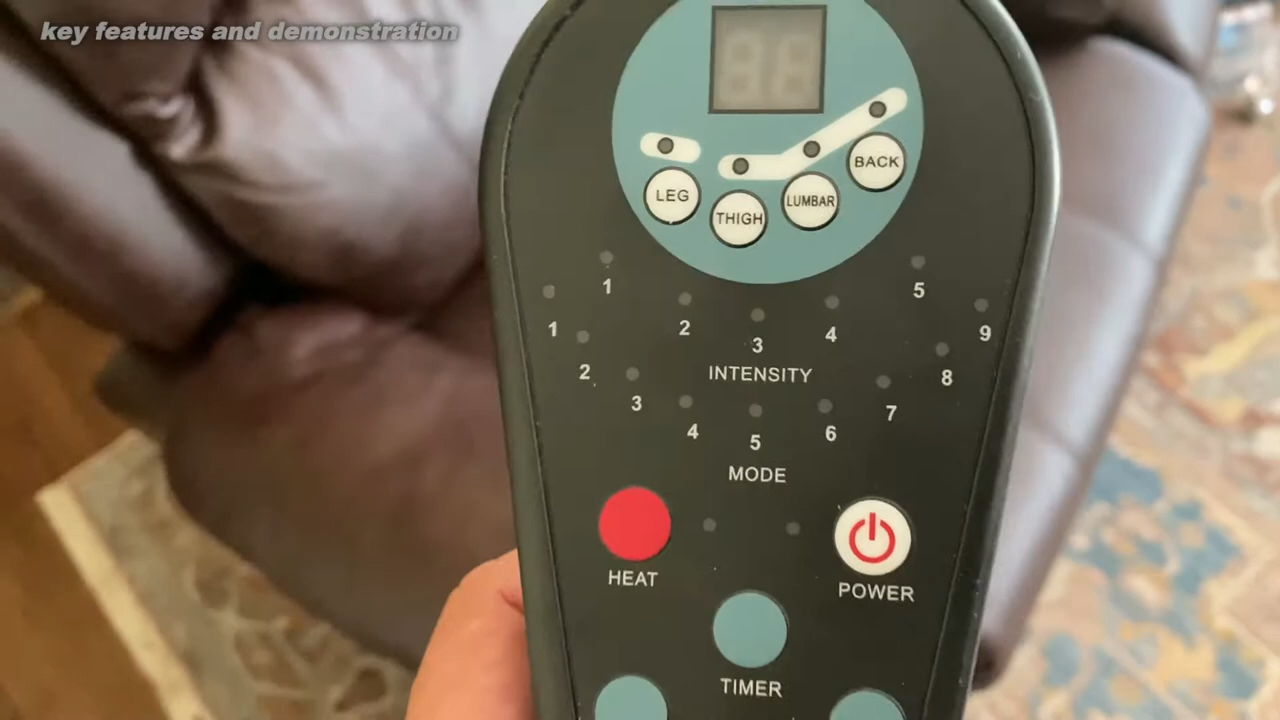 key features and demonstration
LEG
THIGH
LUMBAR
BACK
1 2 3 4 5
INTENSITY
1 2 3 4 5 6 7 8 9
MODE
HEAT
POWER
TIMER